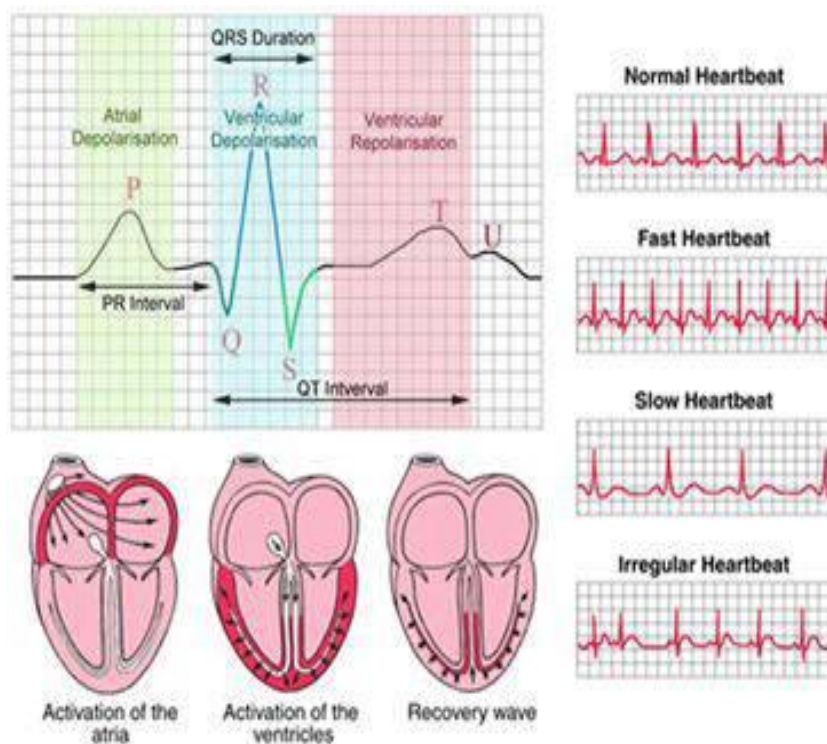 QRS Duration
R
Atrial
Depolarisation
Ventricular
Depolarisation
Ventricular
Repolarisation
P
T
U
PR Interval
Q
S
QT Intverval
Activation of the
atria
Activation of the
ventricles
Recovery wave
Normal Heartbeat
Fast Heartbeat
Slow Heartbeat
Irregular Heartbeat